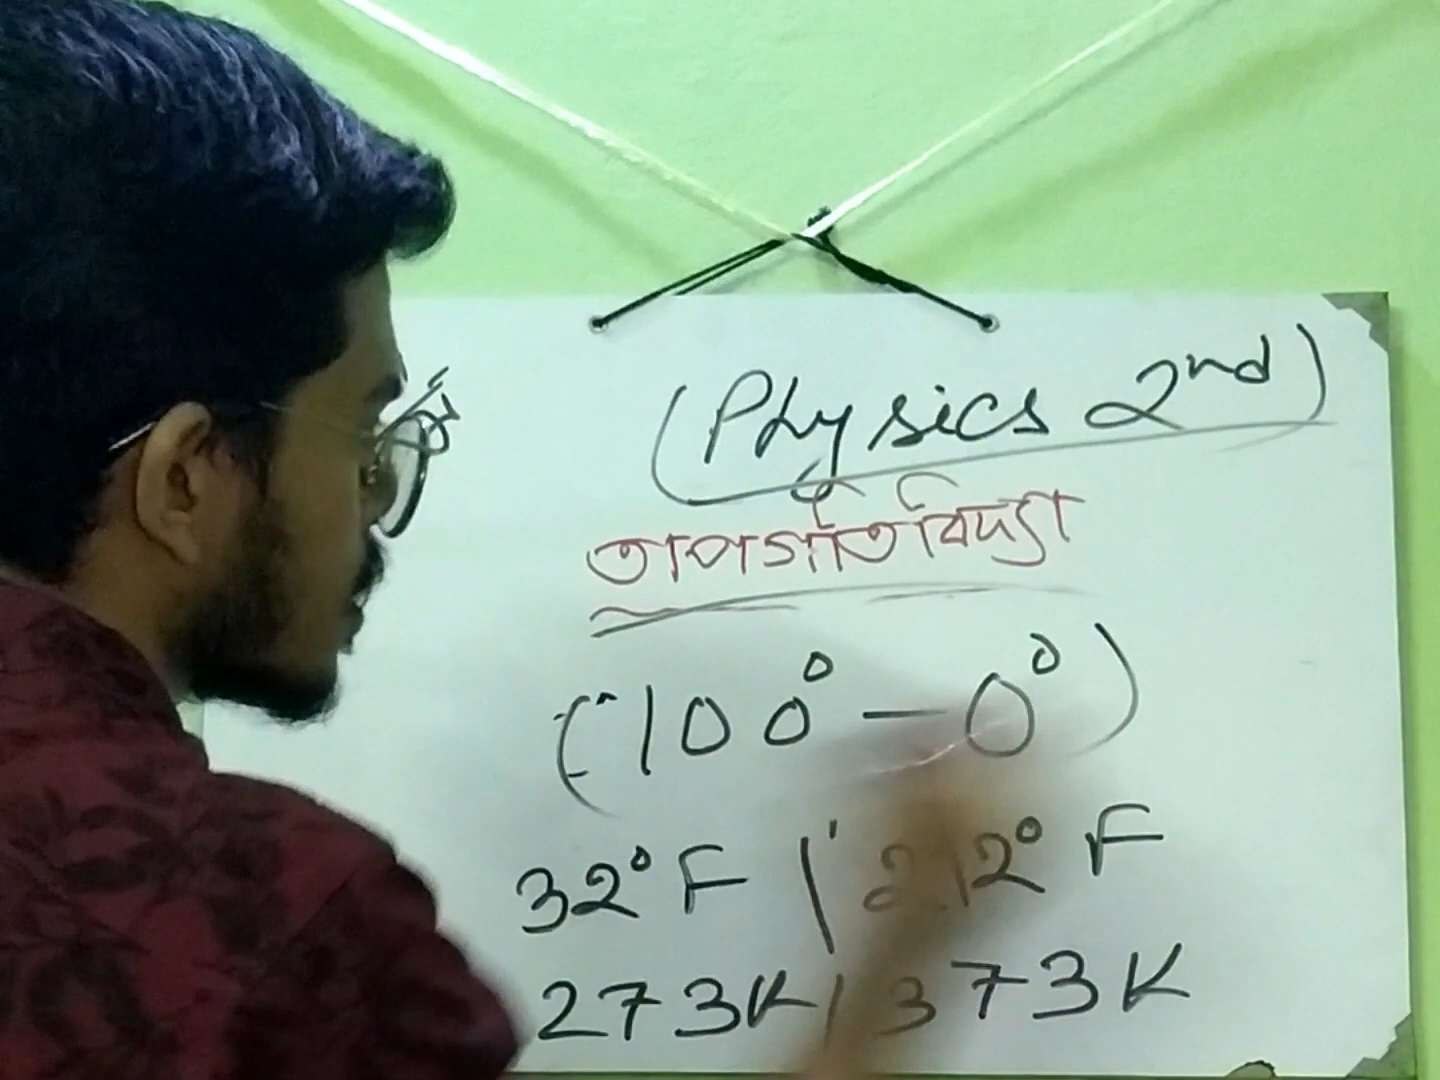 (Physics 2nd)
তাপগতিবিদ্যা
(100° - 0°)
32° F | 212° F
273K | 373K